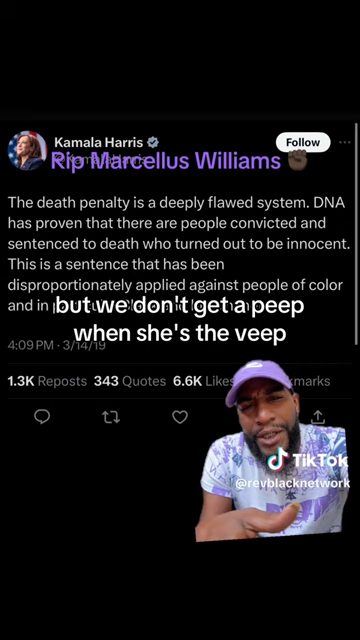 Kamala Harris
Follow
Rip Marcellus Williams ✊🏿
@KamalaHarris
The death penalty is a deeply flawed system. DNA
has proven that there are people convicted and
sentenced to death who turned out to be innocent.
This is a sentence that has been
disproportionately applied against people of color
and in
but we don't get a peep
when she's the veep
4:09 PM · 3/14/19
1.3K Reposts 343 Quotes 6.6K Likes
TikTok
@revblacknetwork